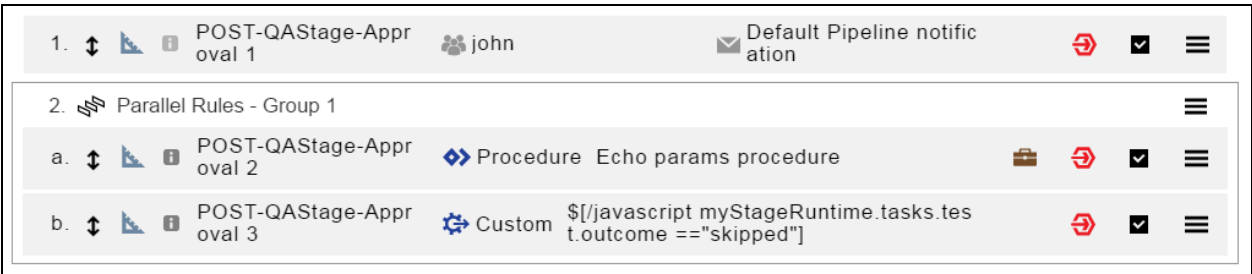 1. POST-QAStage-Appr
oval 1
john
Default Pipeline notific
ation
2. Parallel Rules - Group 1
a. POST-QAStage-Appr
oval 2
Procedure Echo params procedure
b. POST-QAStage-Appr
oval 3
Custom
$[/javascript myStageRuntime.tasks.tes
t.outcome =="skipped"]